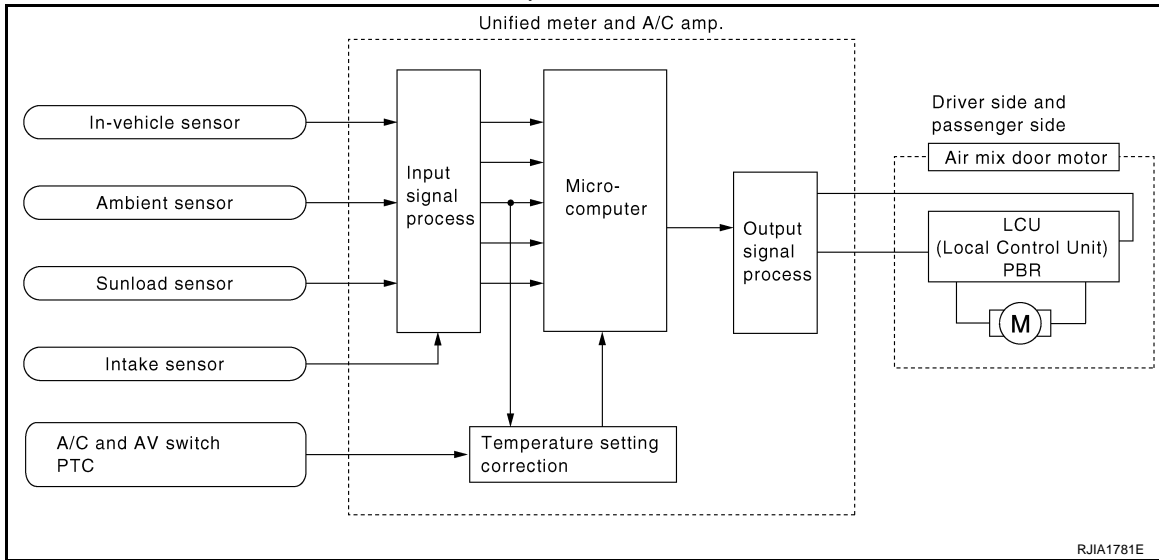 Unified meter and A/C amp.
In-vehicle sensor
Ambient sensor
Sunload sensor
Intake sensor
A/C and AV switch
PTC
Input
signal
process
Micro-
computer
Temperature setting
correction
Output
signal
process
Driver side and
passenger side
Air mix door motor
LCU
(Local Control Unit)
PBR
M
RJIA1781E